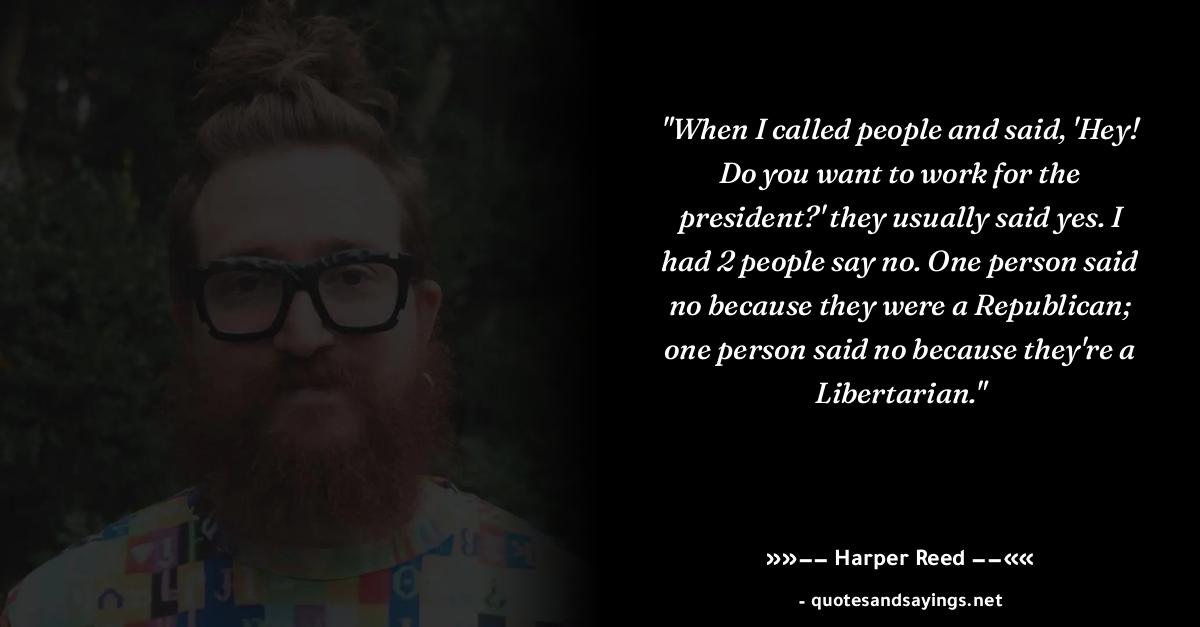 "When I called people and said, 'Hey!
Do you want to work for the
president?' they usually said yes. I
had 2 people say no. One person said
no because they were a Republican;
one person said no because they're a
Libertarian."
»»–– Harper Reed ––««
- quotesandsayings.net